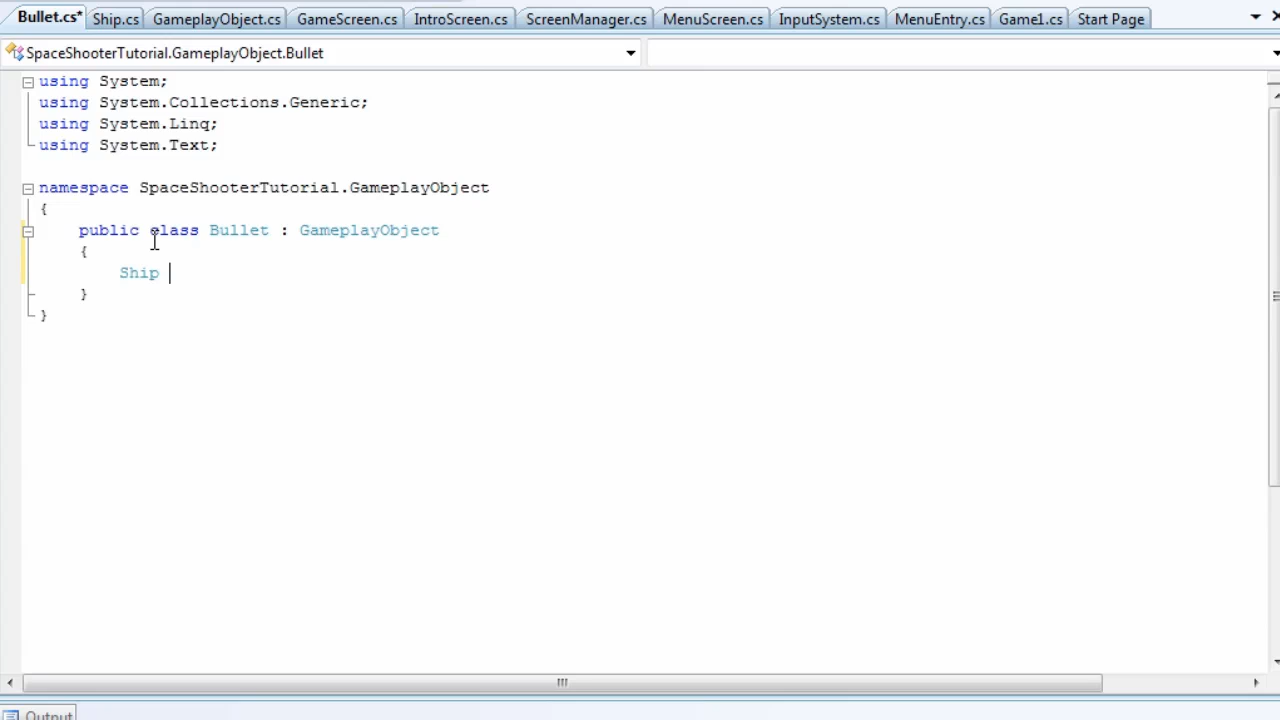 Bullet.cs* Ship.cs GameplayObject.cs GameScreen.cs IntroScreen.cs ScreenManager.cs MenuScreen.cs InputSystem.cs MenuEntry.cs Game1.cs Start Page
SpaceShooterTutorial.GameplayObject.Bullet
using System;
using System.Collections.Generic;
using System.Linq;
using System.Text;
namespace SpaceShooterTutorial.GameplayObject
{
public class Bullet : GameplayObject
{
Ship
}
}
Output